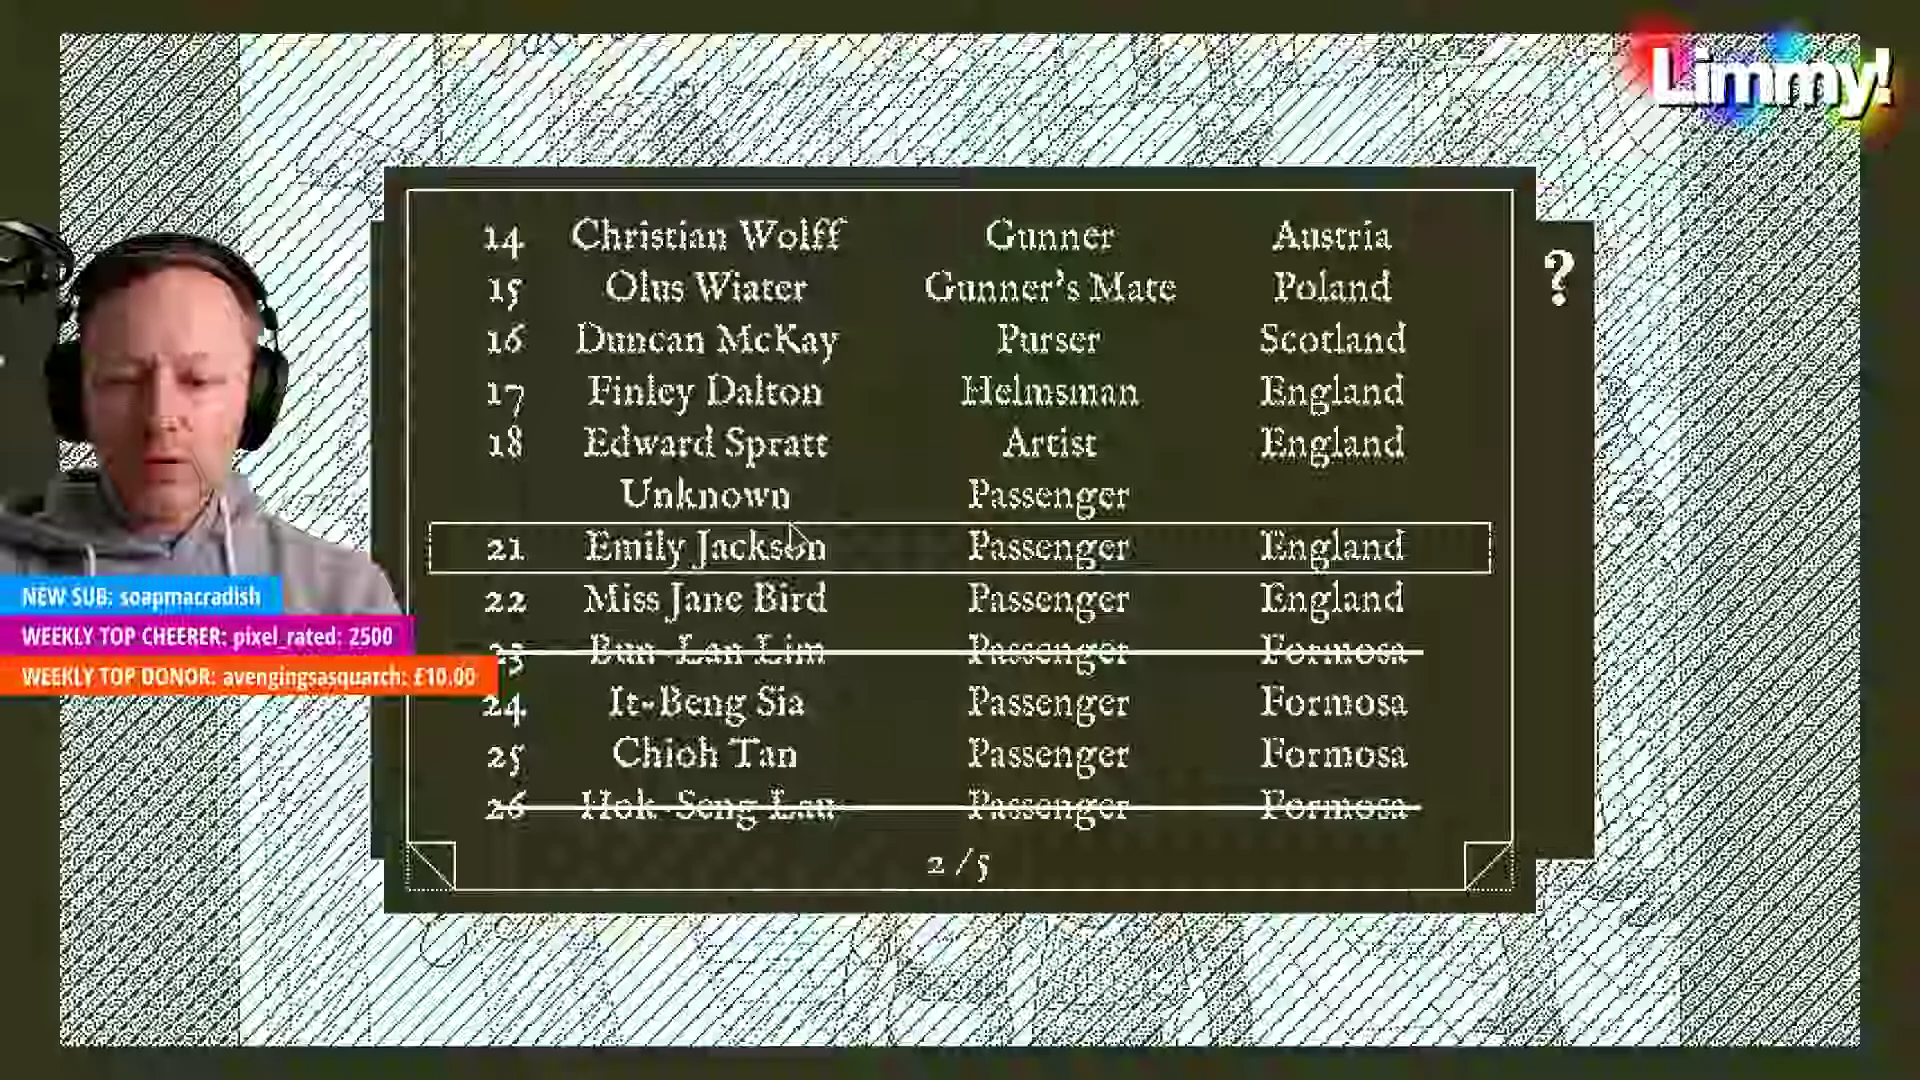 Limmy!
14 Christian Wolff Gunner Austria
15 Olus Wiater Gunner's Mate Poland
?
16 Duncan McKay Purser Scotland
17 Finley Dalton Helmsman England
18 Edward Spratt Artist England
Unknown Passenger
21 Emily Jackson Passenger England
22 Miss Jane Bird Passenger England
23 Bun-Lan Lim Passenger Formosa
24 It-Beng Sia Passenger Formosa
25 Chioh Tan Passenger Formosa
26 Hok-Seng Lau Passenger Formosa
2 / 5
NEW SUB: soapmacradish
WEEKLY TOP CHEERER: pixel_rated: 2500
WEEKLY TOP DONOR: avengingsasquatch: £10.00